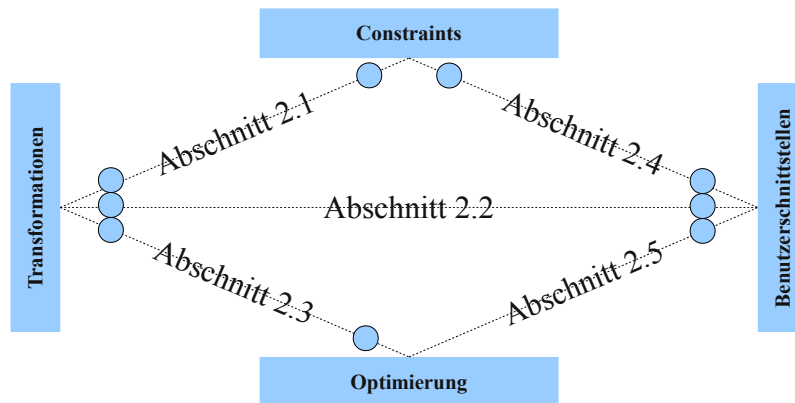 Constraints
Abschnitt 2.1
Abschnitt 2.4
Transformationen
Abschnitt 2.2
Benutzerschnittstellen
Abschnitt 2.3
Abschnitt 2.5
Optimierung